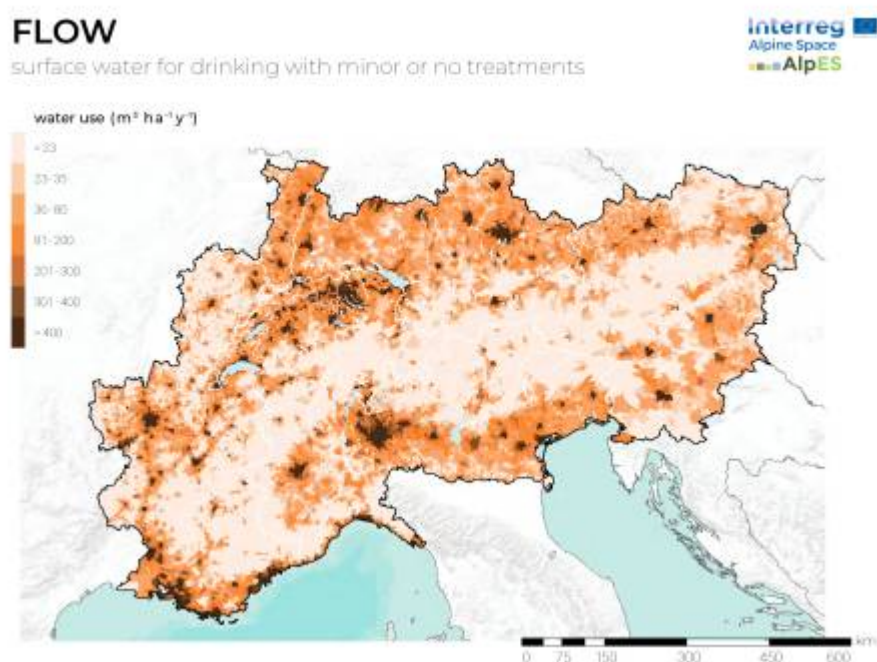 FLOW
surface water for drinking with minor or no treatments
Interreg
Alpine Space
AlpES
water use (m³ ha⁻¹ y⁻¹)
23-35
36-80
81-200
201-300
301-400
> 400
km
0 75 150 300 450 600